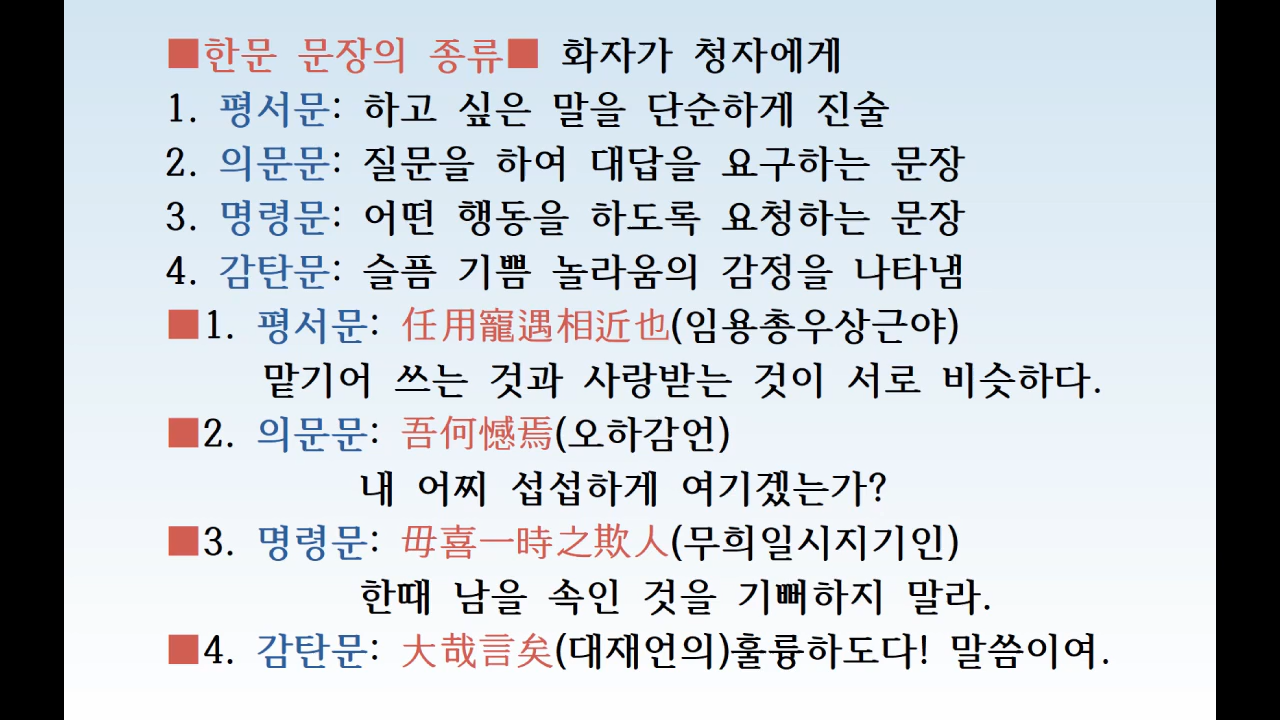 ■한문 문장의 종류■ 화자가 청자에게
1. 평서문: 하고 싶은 말을 단순하게 진술
2. 의문문: 질문을 하여 대답을 요구하는 문장
3. 명령문: 어떤 행동을 하도록 요청하는 문장
4. 감탄문: 슬픔 기쁨 놀라움의 감정을 나타냄
■1. 평서문: 任用寵遇相近也(임용총우상근야)
맡기어 쓰는 것과 사랑받는 것이 서로 비슷하다.
■2. 의문문: 吾何憾焉(오하감언)
내 어찌 섭섭하게 여기겠는가?
■3. 명령문: 毋喜一時之欺人(무희일시지기인)
한때 남을 속인 것을 기뻐하지 말라.
■4. 감탄문: 大哉言矣(대재언의)훌륭하도다! 말씀이여.